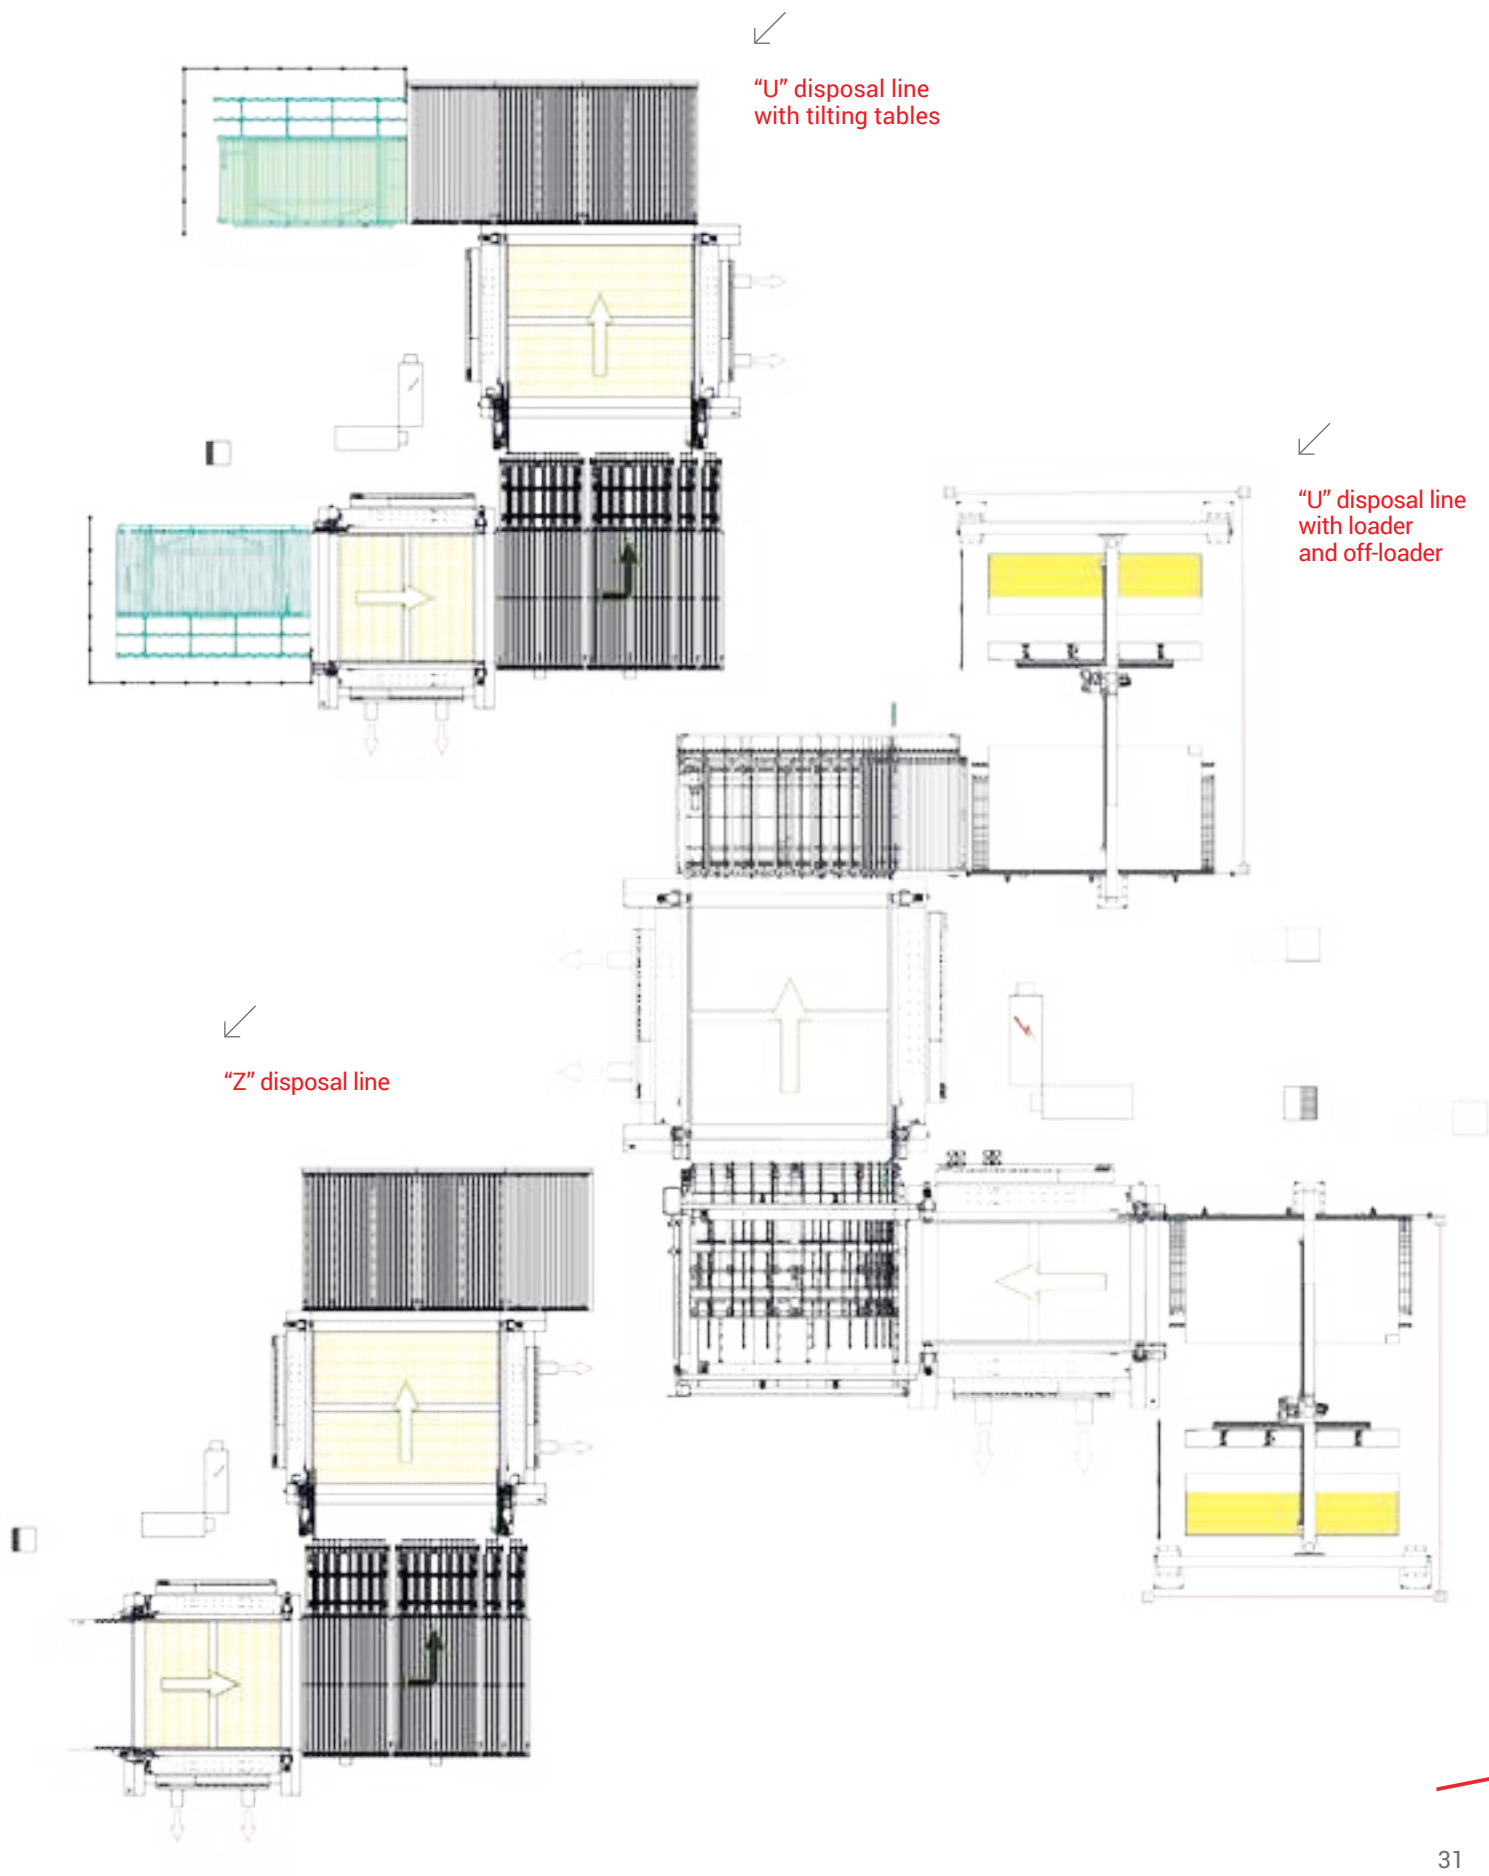 “U” disposal line
with tilting tables
“U” disposal line
with loader
and off-loader
“Z” disposal line
31